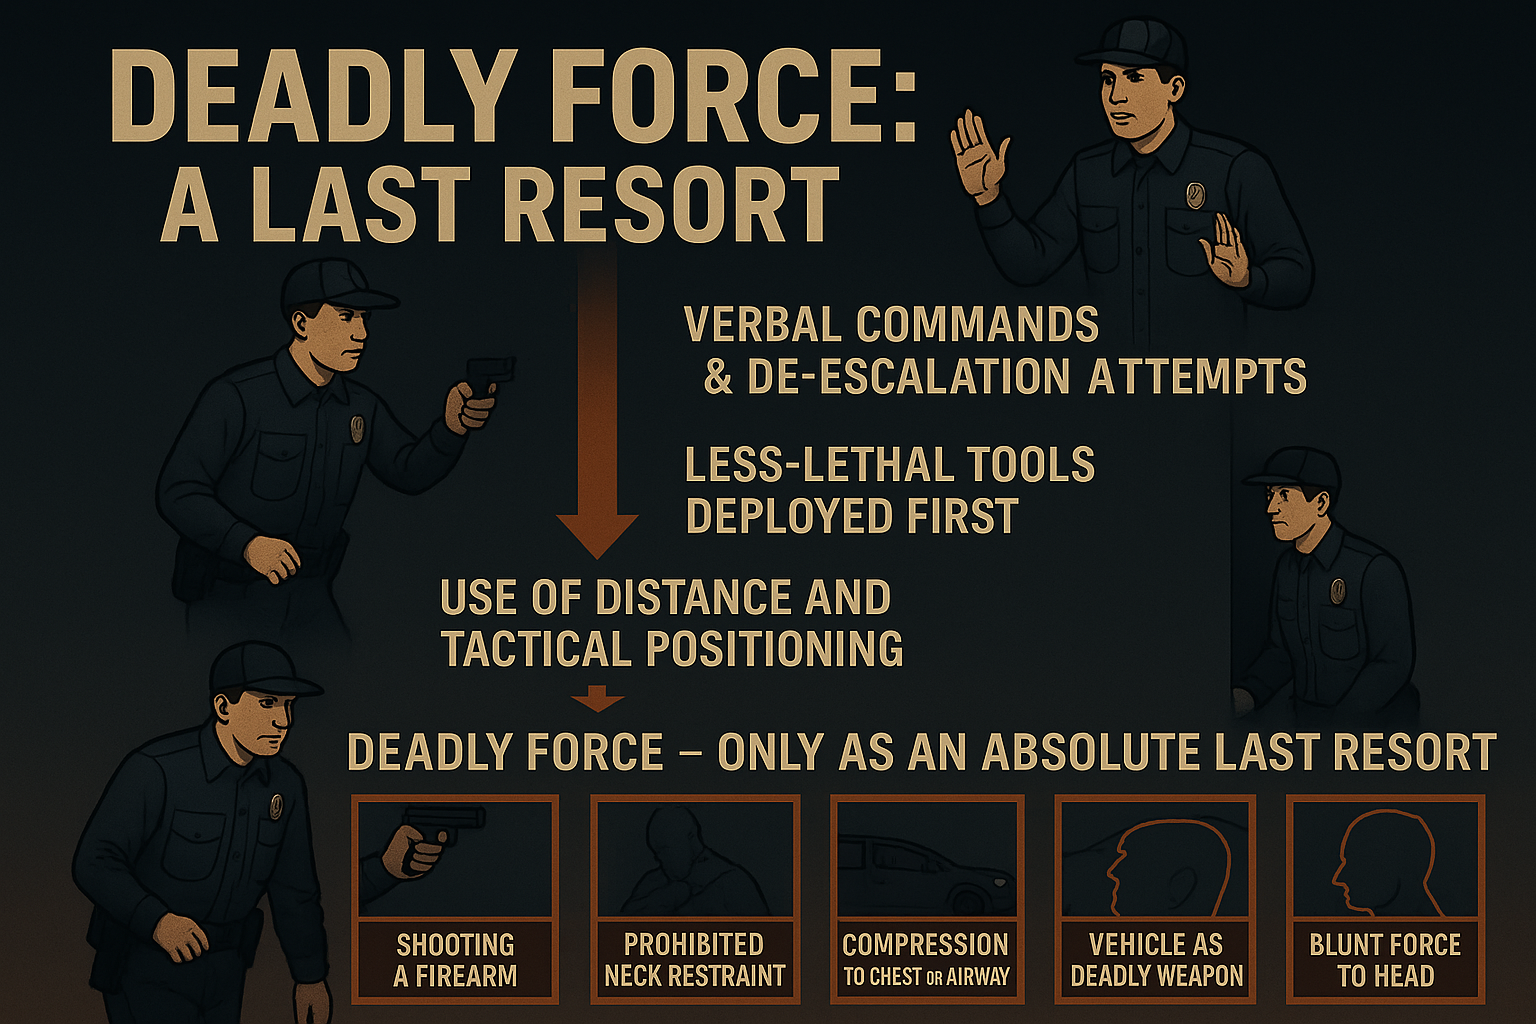 DEADLY FORCE:
A LAST RESORT
VERBAL COMMANDS
& DE-ESCALATION ATTEMPTS
LESS-LETHAL TOOLS
DEPLOYED FIRST
USE OF DISTANCE AND
TACTICAL POSITIONING
DEADLY FORCE – ONLY AS AN ABSOLUTE LAST RESORT
SHOOTING
A FIREARM
PROHIBITED
NECK RESTRAINT
COMPRESSION
TO CHEST OR AIRWAY
VEHICLE AS
DEADLY WEAPON
BLUNT FORCE
TO HEAD